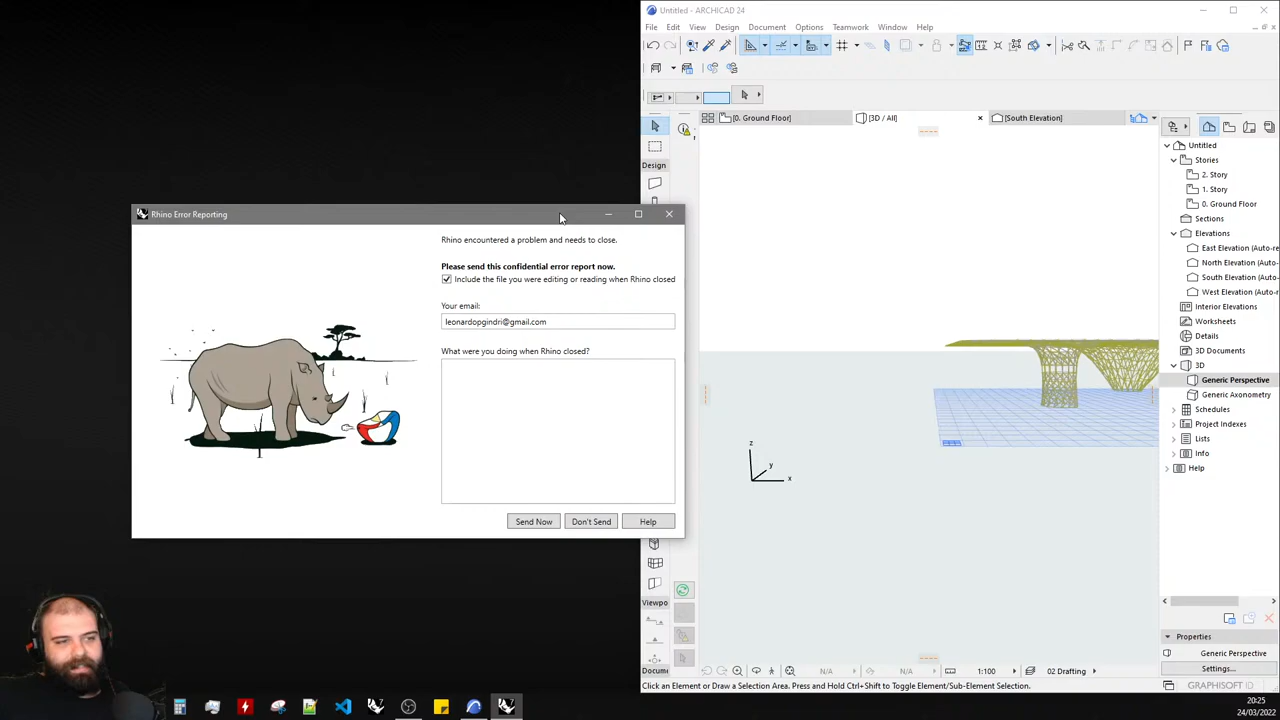 Untitled - ARCHICAD 24
File Edit View Design Document Options Teamwork Window Help
[0. Ground Floor]
[3D / All]
[South Elevation]
Design
Untitled
Stories
2. Story
1. Story
0. Ground Floor
Sections
Elevations
East Elevation (Auto-re
North Elevation (Auto-r
South Elevation (Auto-r
West Elevation (Auto-r
Interior Elevations
Worksheets
Details
3D Documents
3D
Generic Perspective
Generic Axonometry
Schedules
Project Indexes
Lists
Info
Help
Rhino Error Reporting
Rhino encountered a problem and needs to close.
Please send this confidential error report now.
Include the file you were editing or reading when Rhino closed
Your email:
leonardopgindri@gmail.com
What were you doing when Rhino closed?
Send Now
Don't Send
Help
z
y
x
Viewpo
Docum
Properties
Generic Perspective
Settings...
N/A
N/A
1:100
02 Drafting
Click an Element or Draw a Selection Area. Press and Hold Ctrl+Shift to Toggle Element/Sub-Element Selection.
GRAPHISOFT
20:25
24/03/2022